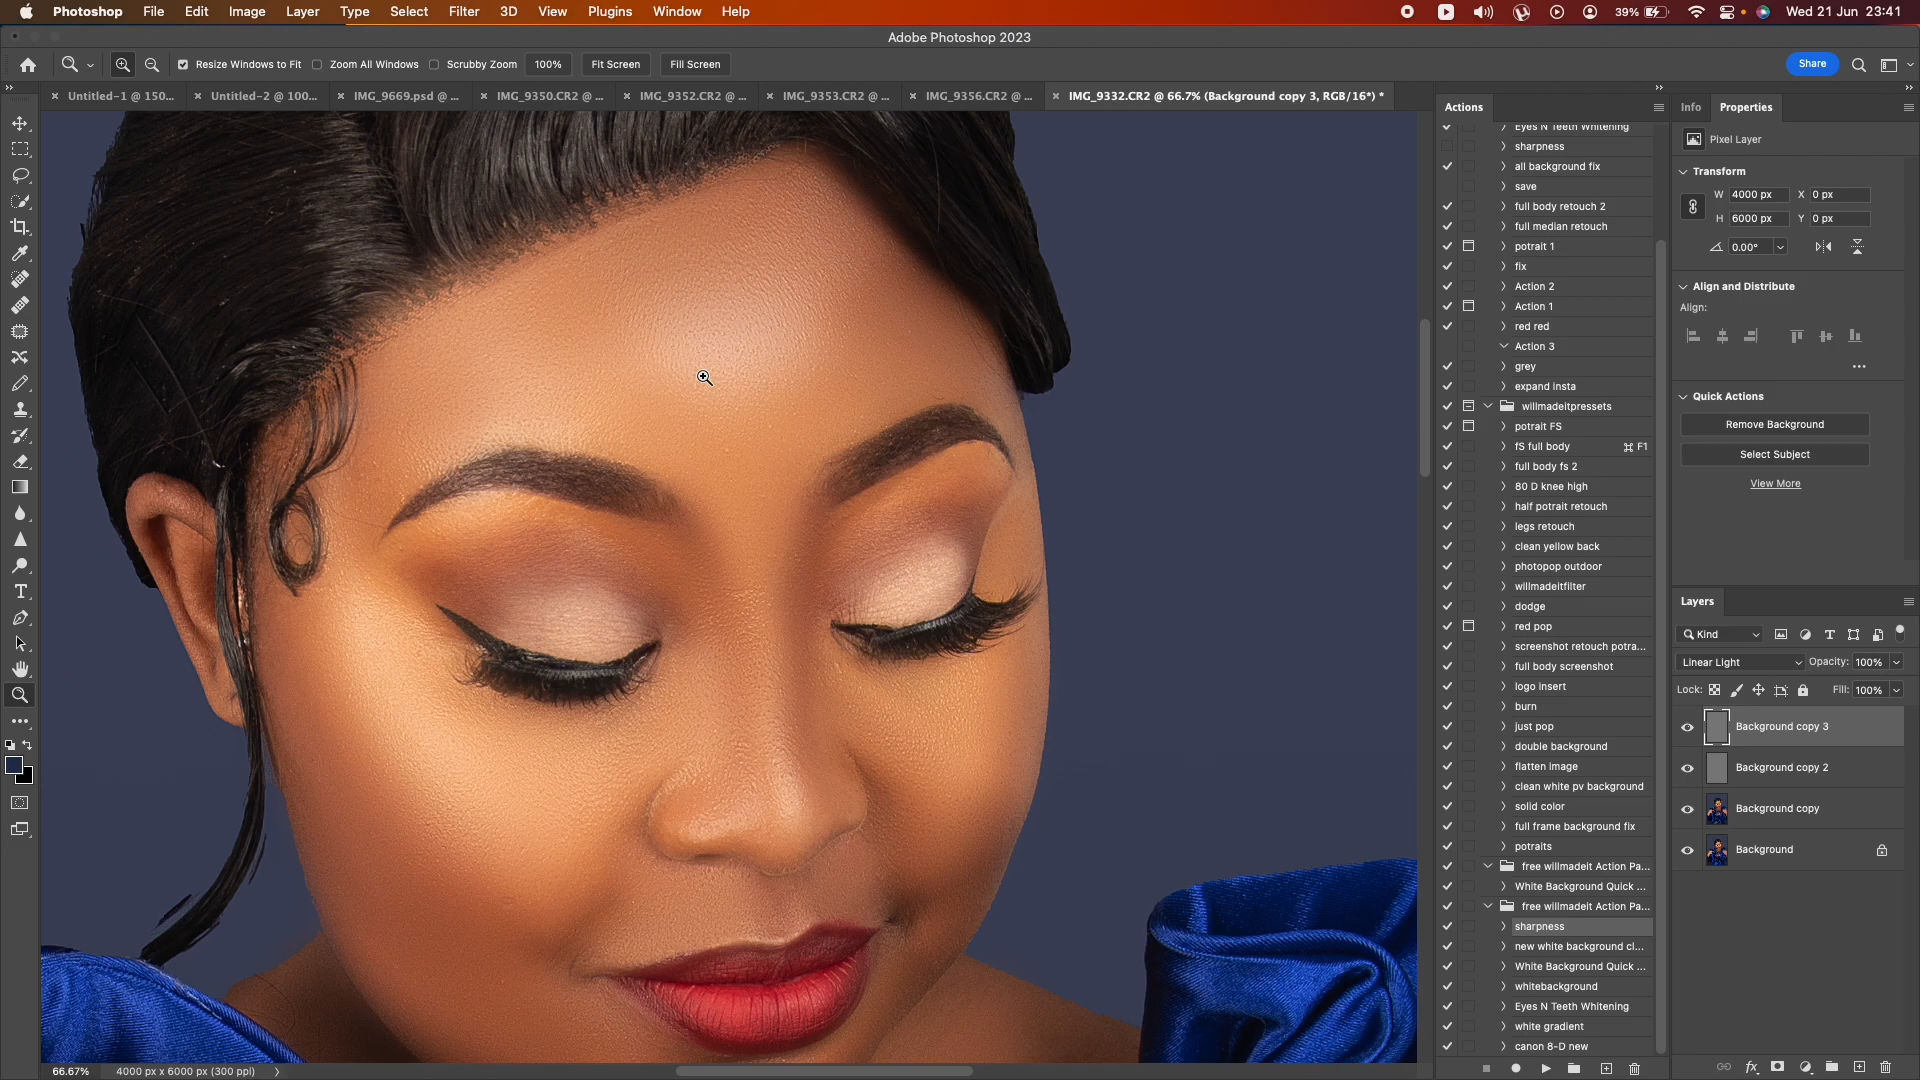 Photoshop File Edit Image Layer Type Select Filter 3D View Plugins Window Help 39% Wed 21 Jun 23:41
Adobe Photoshop 2023
Resize Windows to Fit Zoom All Windows Scrubby Zoom 100% Fit Screen Fill Screen Share
Untitled-1 @ 150... Untitled-2 @ 100... IMG_9669.psd @ ... IMG_9350.CR2 @ ... IMG_9352.CR2 @ ... IMG_9353.CR2 @ ... IMG_9356.CR2 @ ... IMG_9332.CR2 @ 66.7% (Background copy 3, RGB/16*) *
Actions
Eyes N Teeth Whitening
sharpness
all background fix
save
full body retouch 2
full median retouch
potrait 1
fix
Action 2
Action 1
red red
Action 3
grey
expand insta
willmadeitpressets
potrait FS
fS full body ⌘ F1
full body fs 2
80 D knee high
half potrait retouch
legs retouch
clean yellow back
photopop outdoor
willmadeitfilter
dodge
red pop
screenshot retouch potra...
full body screenshot
logo insert
burn
just pop
double background
flatten image
clean white pv background
solid color
full frame background fix
potraits
free willmadeit Action Pa...
White Background Quick ...
free willmadeit Action Pa...
sharpness
new white background cl...
White Background Quick ...
whitebackground
Eyes N Teeth Whitening
white gradient
canon 8-D new
Info Properties
Pixel Layer
Transform
W 4000 px X 0 px
H 6000 px Y 0 px
0.00°
Align and Distribute
Align:
Quick Actions
Remove Background
Select Subject
View More
Layers
Kind
Linear Light Opacity: 100%
Lock: Fill: 100%
Background copy 3
Background copy 2
Background copy
Background
66.67% 4000 px x 6000 px (300 ppi)